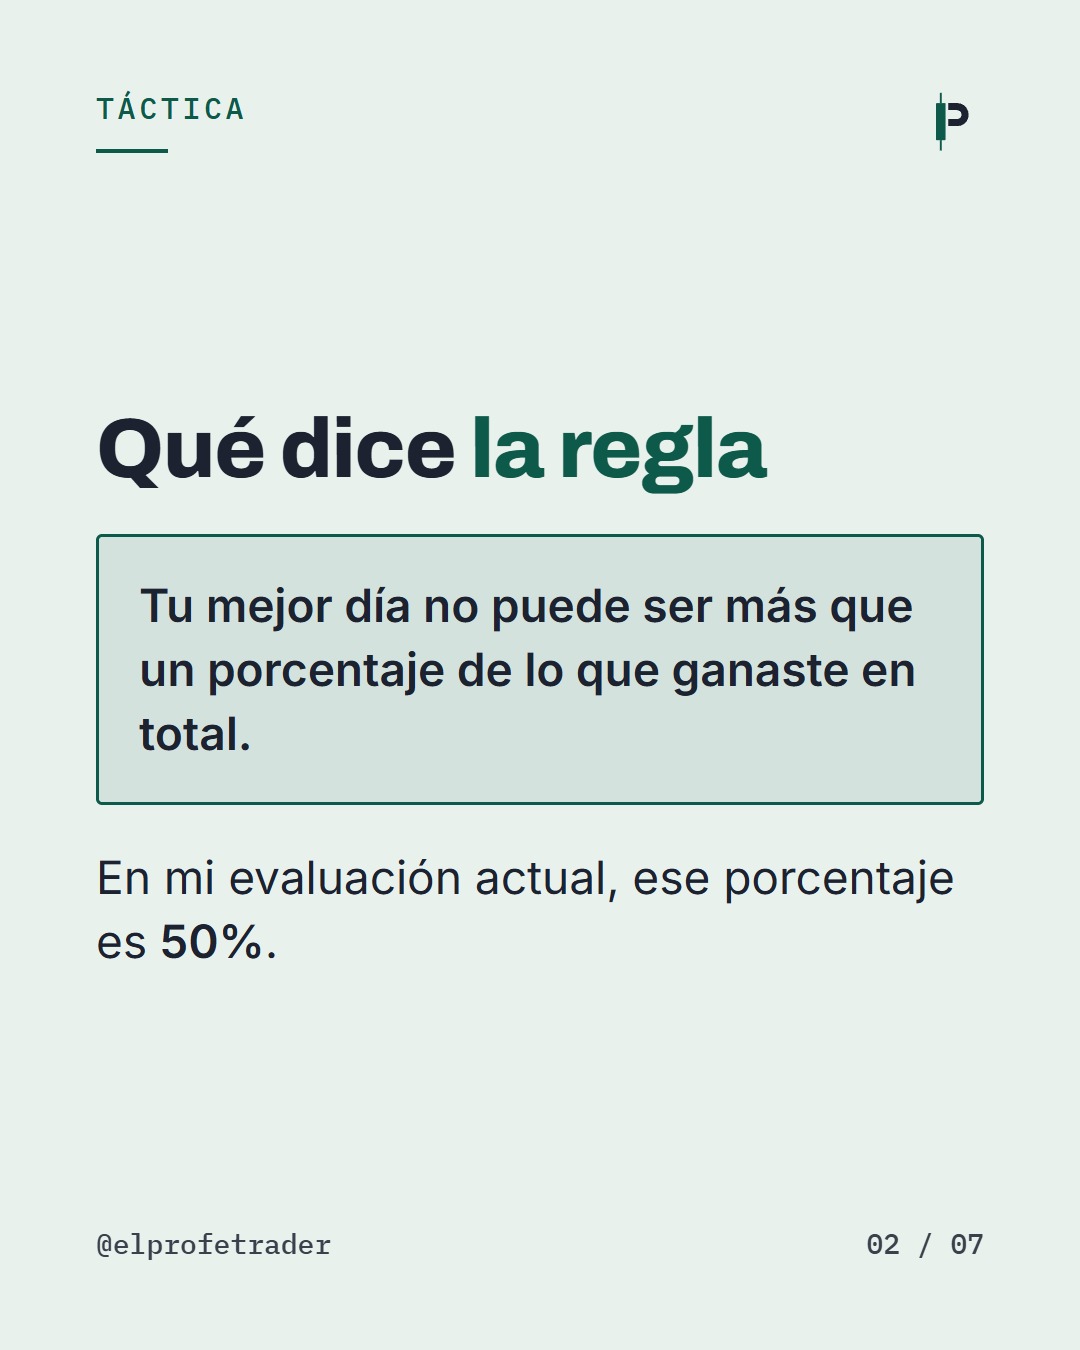 TÁCTICA
Qué dice la regla
Tu mejor día no puede ser más que
un porcentaje de lo que ganaste en
total.
En mi evaluación actual, ese porcentaje
es 50%.
@elprofetrader
02 / 07